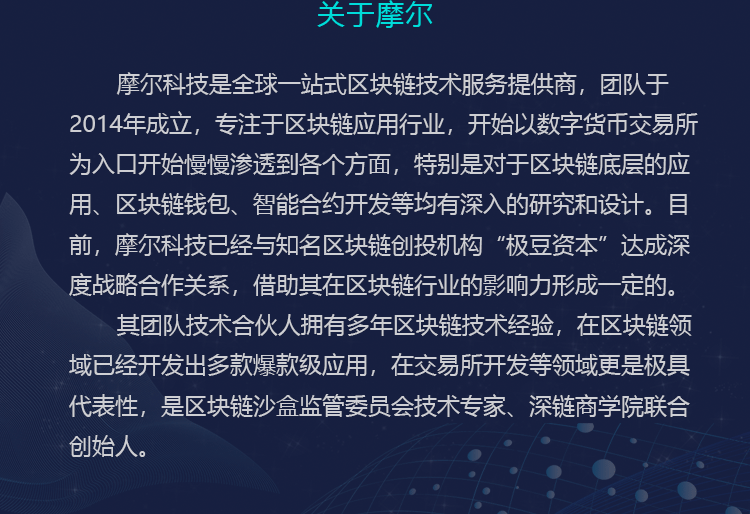 关于摩尔
摩尔科技是全球一站式区块链技术服务提供商，团队于
2014年成立，专注于区块链应用行业，开始以数字货币交易所
为入口开始慢慢渗透到各个方面，特别是对于区块链底层的应
用、区块链钱包、智能合约开发等均有深入的研究和设计。目
前，摩尔科技已经与知名区块链创投机构“极豆资本”达成深
度战略合作关系，借助其在区块链行业的影响力形成一定的。
其团队技术合伙人拥有多年区块链技术经验，在区块链领
域已经开发出多款爆款级应用，在交易所开发等领域更是极具
代表性，是区块链沙盒监管委员会技术专家、深链商学院联合
创始人。